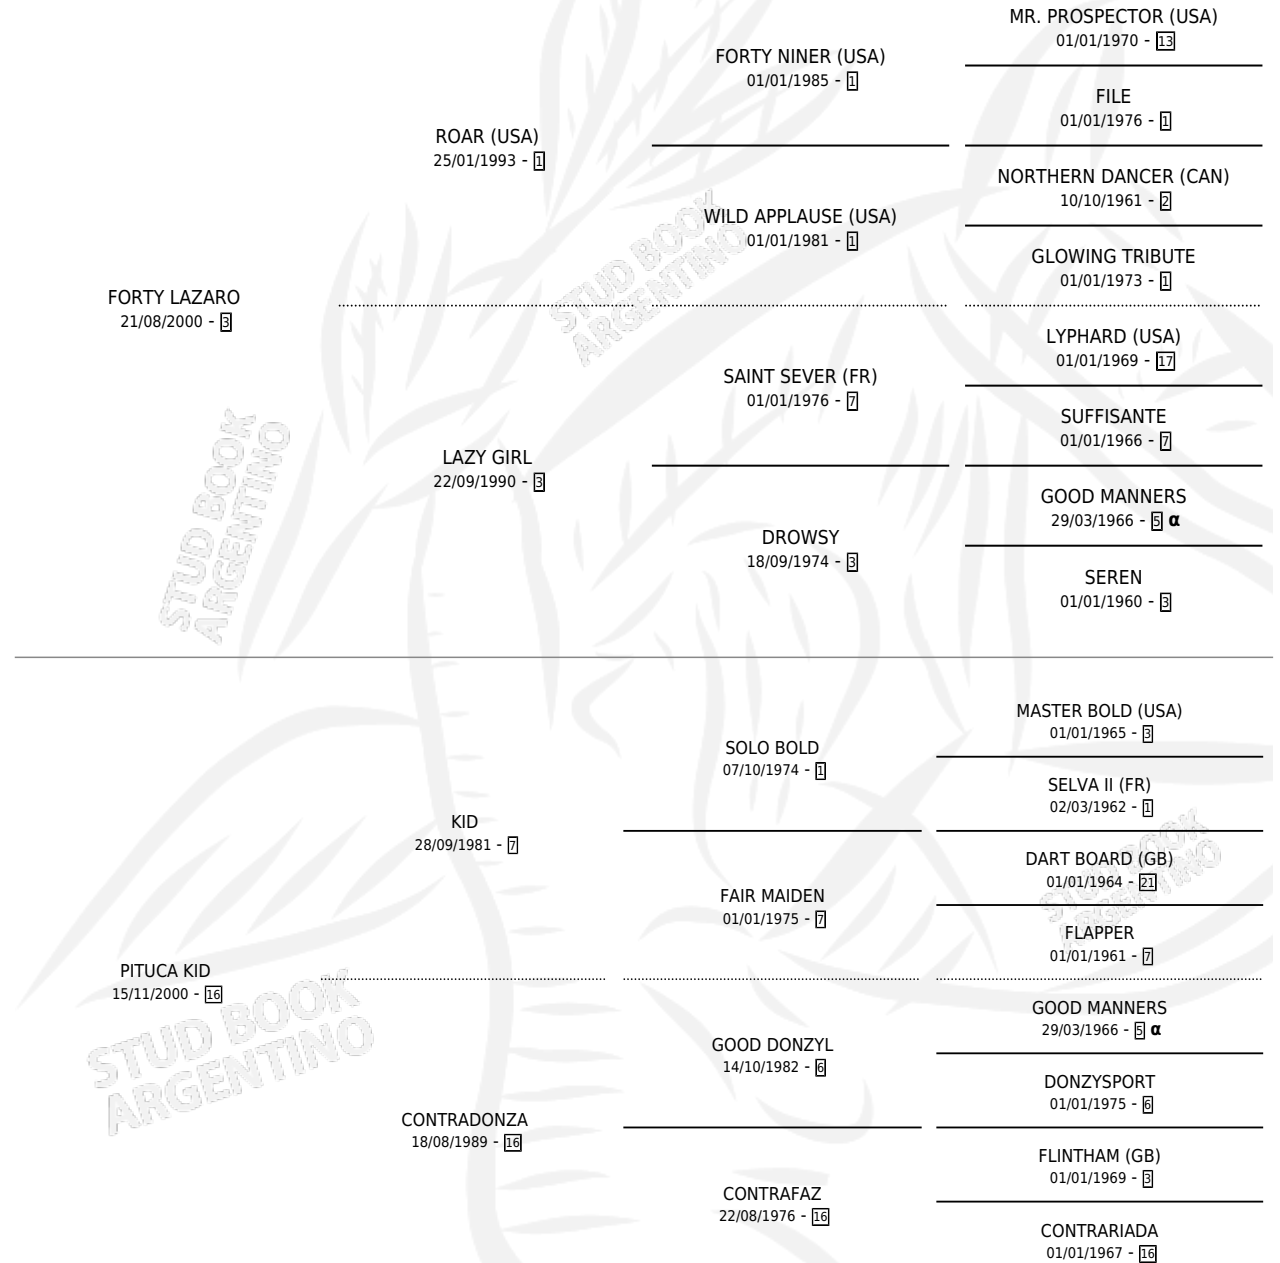 MR. PROSPECTOR (USA)
01/01/1970 - 13
FORTY NINER (USA)
01/01/1985 - 1
FILE
01/01/1976 - 1
ROAR (USA)
25/01/1993 - 1
NORTHERN DANCER (CAN)
10/10/1961 - 2
WILD APPLAUSE (USA)
01/01/1981 - 1
GLOWING TRIBUTE
01/01/1973 - 1
STUD BOOK
ARGENTINO
FORTY LAZARO
21/08/2000 - 3
LYPHARD (USA)
01/01/1969 - 17
SAINT SEVER (FR)
01/01/1976 - 7
SUFFISANTE
01/01/1966 - 7
LAZY GIRL
22/09/1990 - 3
GOOD MANNERS
29/03/1966 - 5 α
DROWSY
18/09/1974 - 3
SEREN
01/01/1960 - 3
STUD BOOK
ARGENTINO
MASTER BOLD (USA)
01/01/1965 - 3
SOLO BOLD
07/10/1974 - 1
SELVA II (FR)
02/03/1962 - 1
KID
28/09/1981 - 7
DART BOARD (GB)
01/01/1964 - 21
FAIR MAIDEN
01/01/1975 - 7
FLAPPER
01/01/1961 - 7
STUD BOOK
ARGENTINO
PITUCA KID
15/11/2000 - 16
GOOD MANNERS
29/03/1966 - 5 α
GOOD DONZYL
14/10/1982 - 6
DONZYSPORT
01/01/1975 - 6
STUD BOOK
ARGENTINO
CONTRADONZA
18/08/1989 - 16
FLINTHAM (GB)
01/01/1969 - 3
CONTRAFAZ
22/08/1976 - 16
CONTRARIADA
01/01/1967 - 16